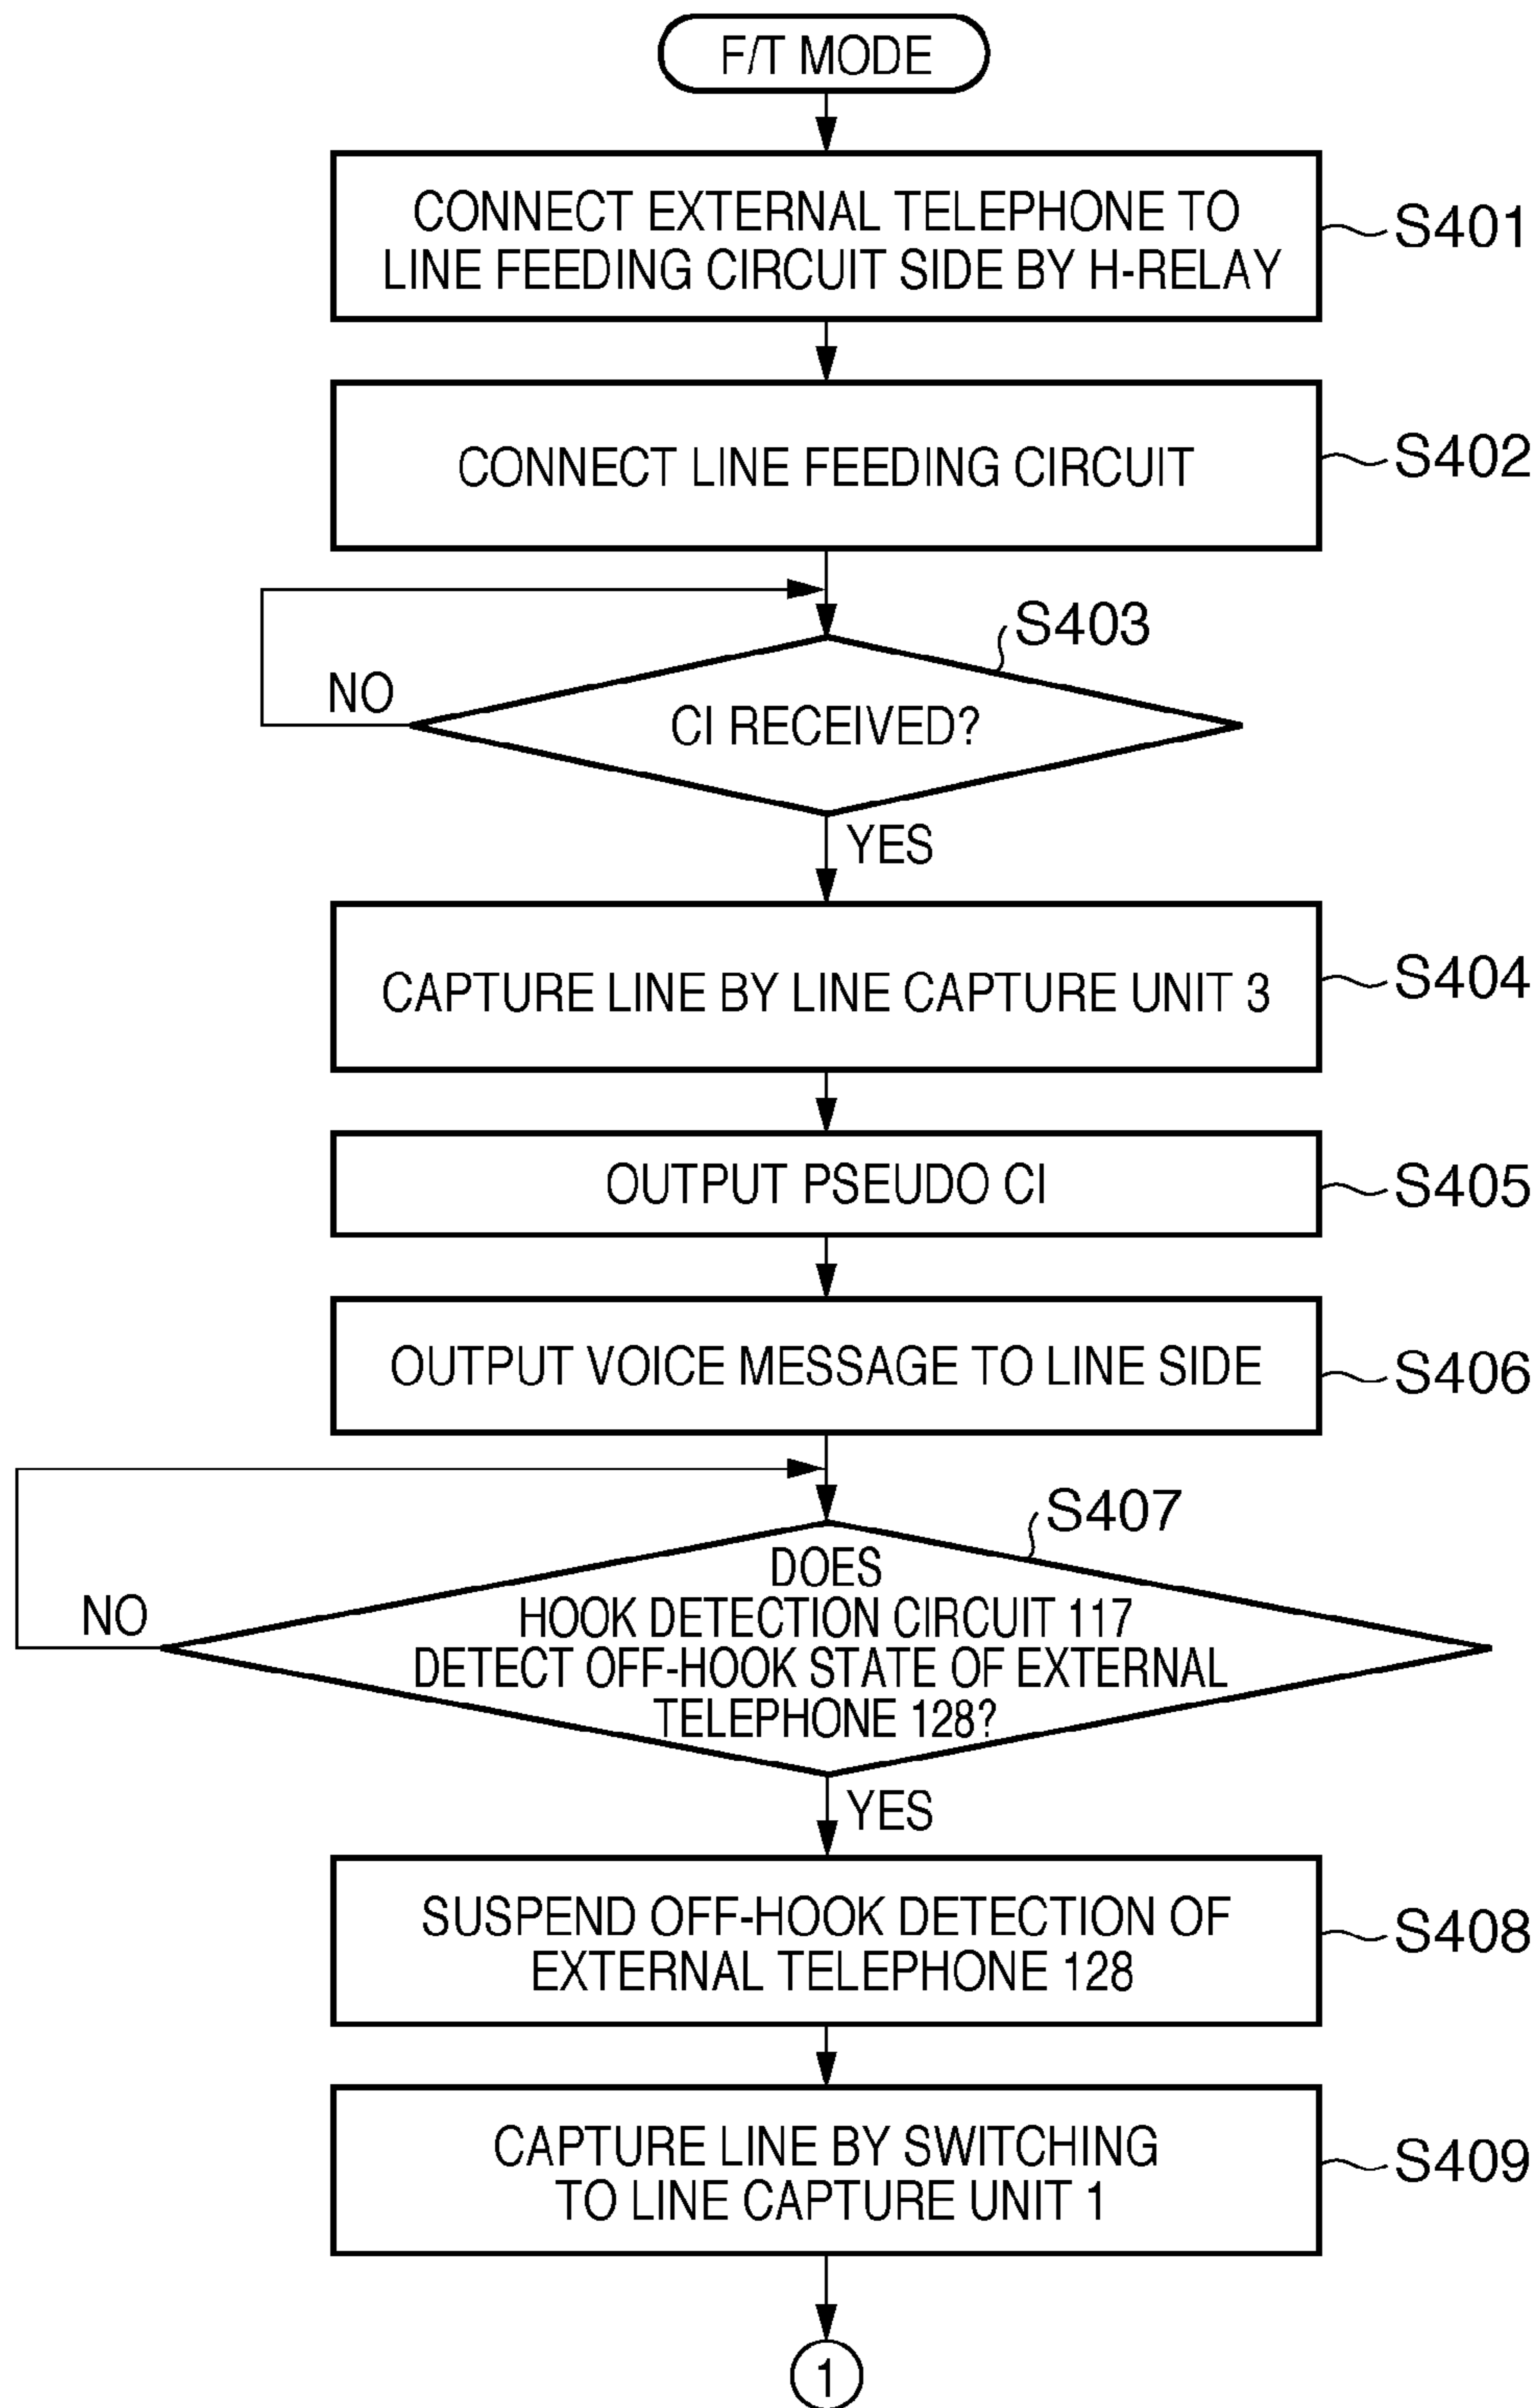 F/T MODE
CONNECT EXTERNAL TELEPHONE TO
LINE FEEDING CIRCUIT SIDE BY H-RELAY
S401
CONNECT LINE FEEDING CIRCUIT
S402
S403
NO
CI RECEIVED?
YES
CAPTURE LINE BY LINE CAPTURE UNIT 3
S404
OUTPUT PSEUDO CI
S405
OUTPUT VOICE MESSAGE TO LINE SIDE
S406
S407
NO
DOES
HOOK DETECTION CIRCUIT 117
DETECT OFF-HOOK STATE OF EXTERNAL
TELEPHONE 128?
YES
SUSPEND OFF-HOOK DETECTION OF
EXTERNAL TELEPHONE 128
S408
CAPTURE LINE BY SWITCHING
TO LINE CAPTURE UNIT 1
S409
1